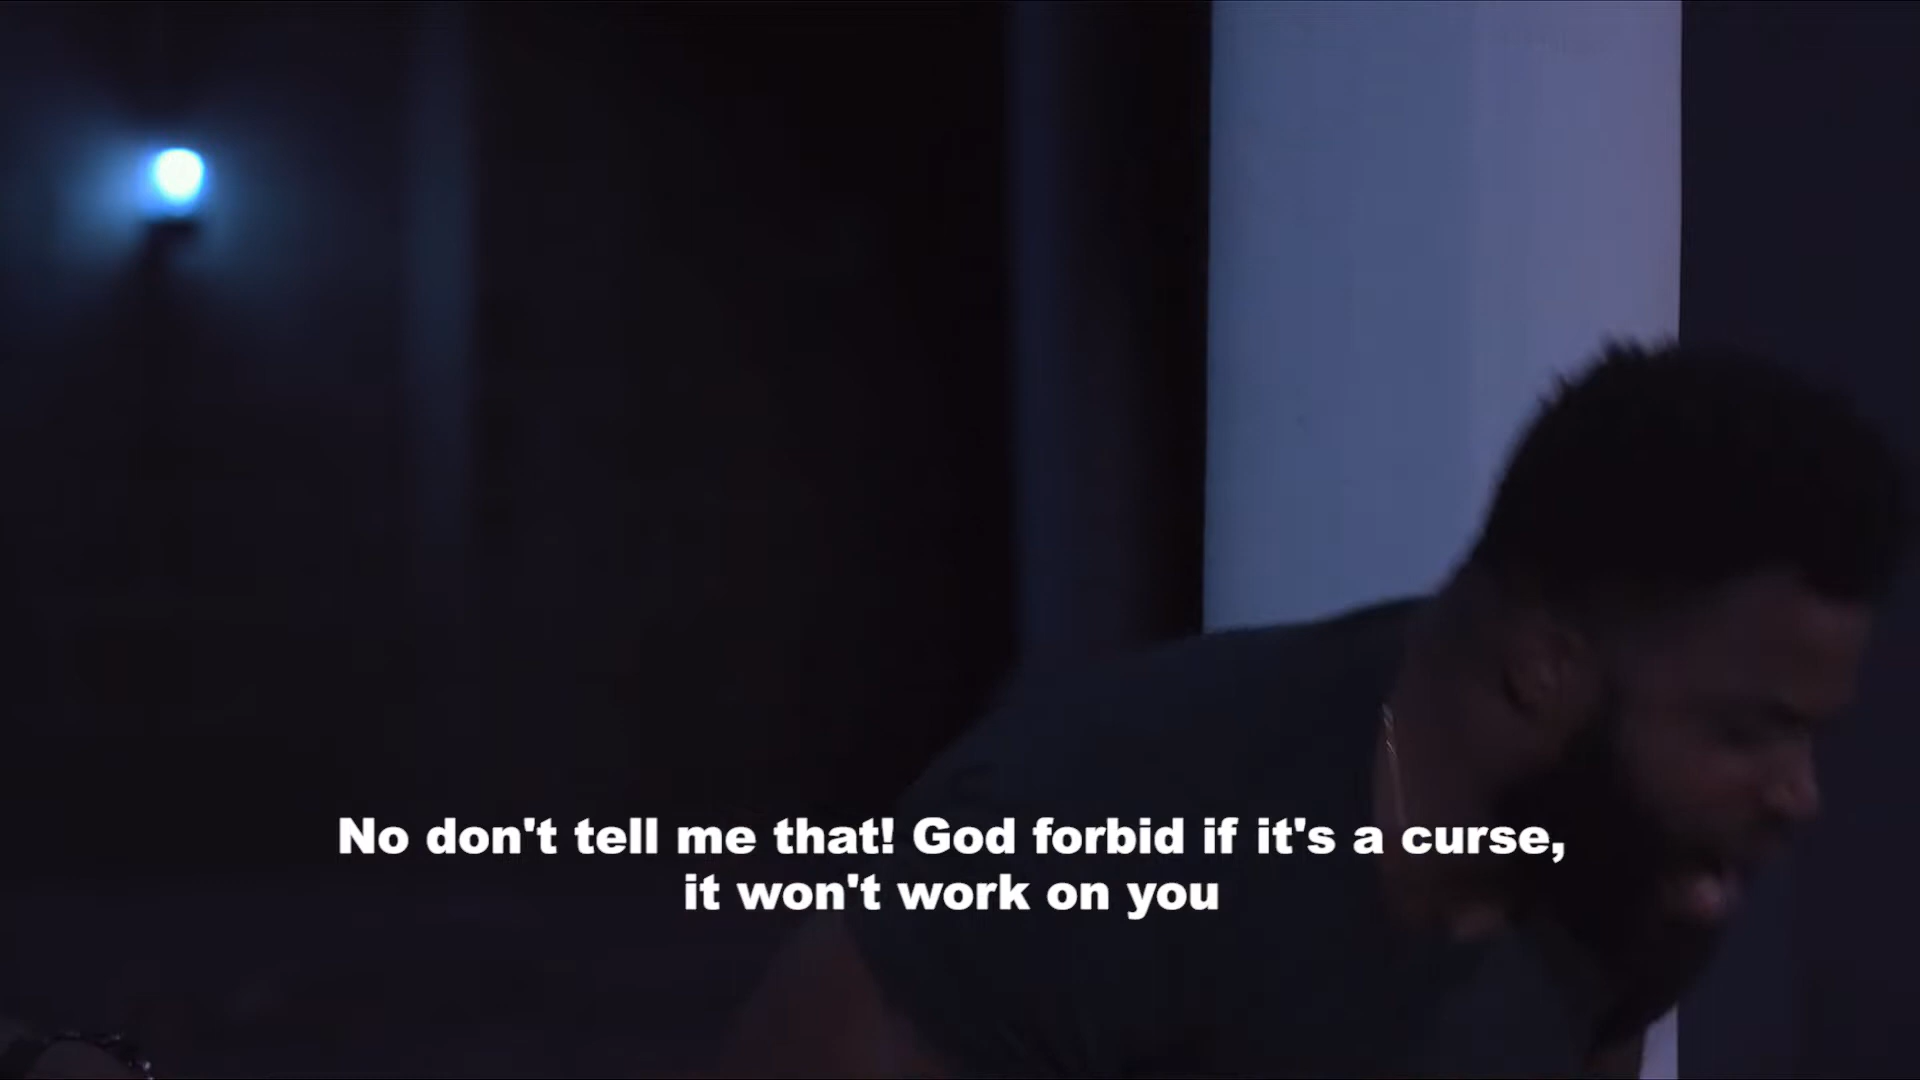 No don't tell me that! God forbid if it's a curse,
it won't work on you